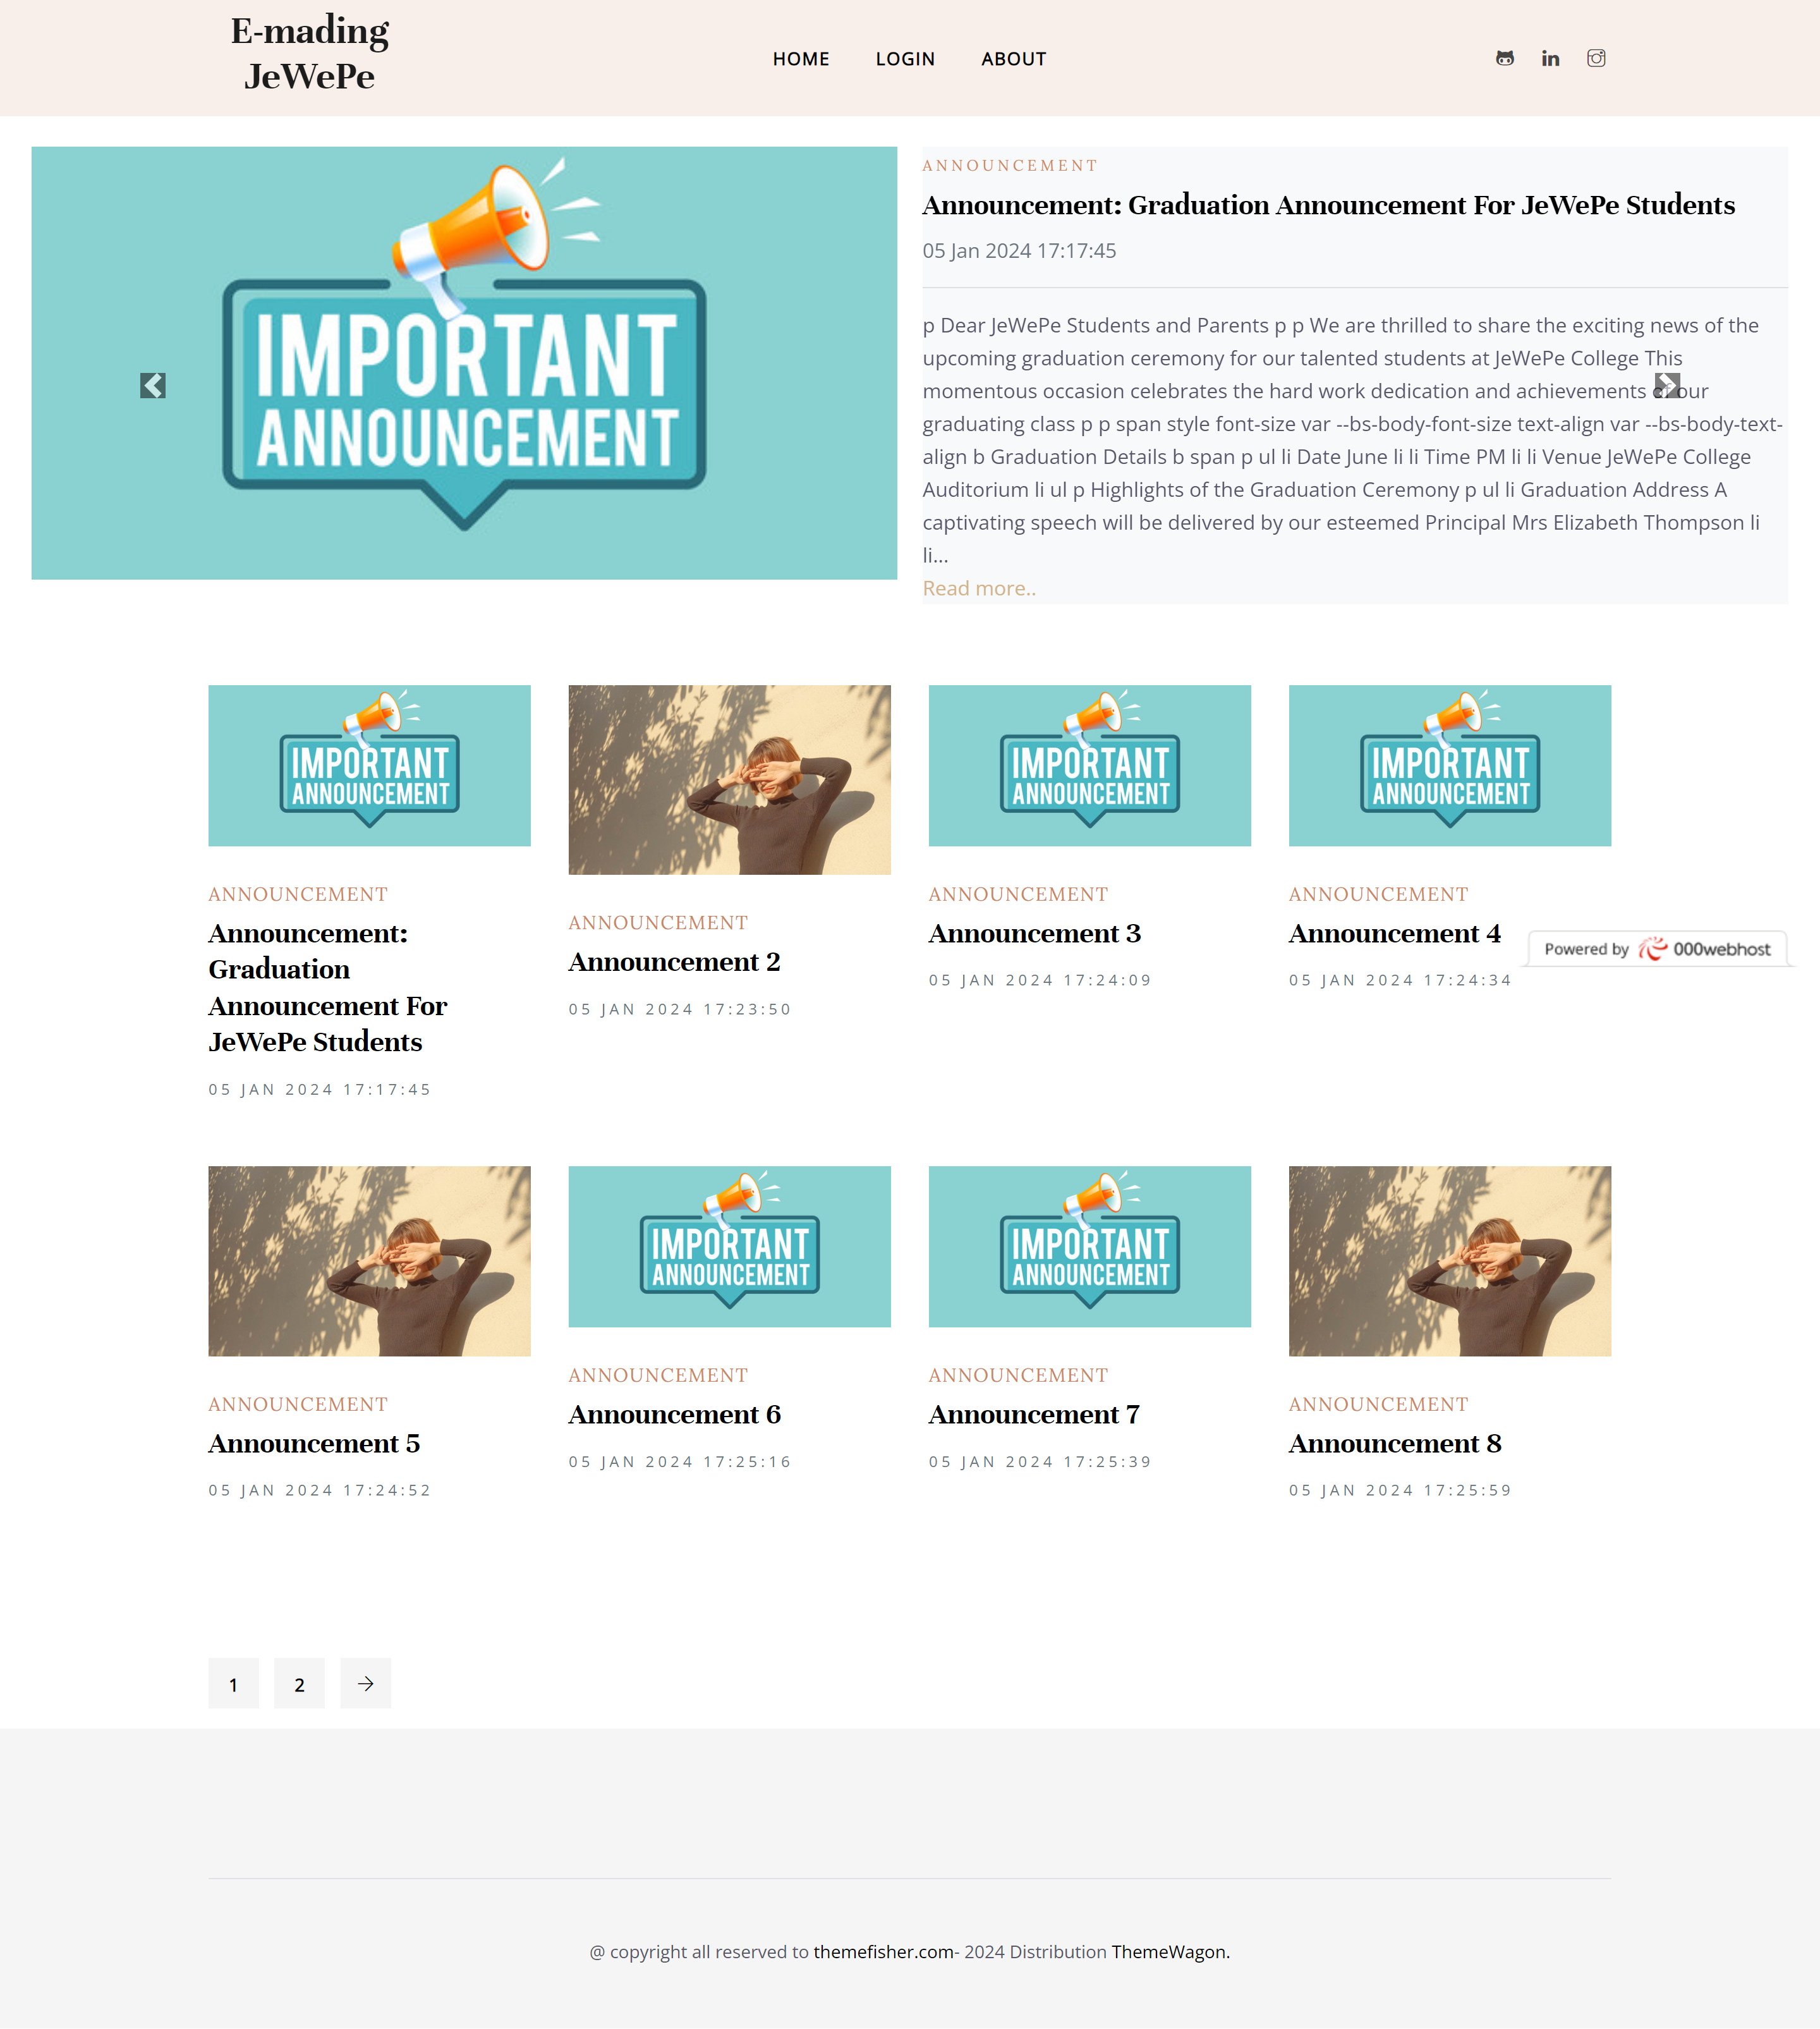 E-mading
JeWePe
HOME LOGIN ABOUT
IMPORTANT
ANNOUNCEMENT
ANNOUNCEMENT
Announcement: Graduation Announcement For JeWePe Students
05 Jan 2024 17:17:45
p Dear JeWePe Students and Parents p p We are thrilled to share the exciting news of the
upcoming graduation ceremony for our talented students at JeWePe College This
momentous occasion celebrates the hard work dedication and achievements of our
graduating class p p span style font-size var --bs-body-font-size text-align var --bs-body-text-
align b Graduation Details b span p ul li Date June li li Time PM li li Venue JeWePe College
Auditorium li ul p Highlights of the Graduation Ceremony p ul li Graduation Address A
captivating speech will be delivered by our esteemed Principal Mrs Elizabeth Thompson li
li...
Read more..
IMPORTANT
ANNOUNCEMENT
ANNOUNCEMENT
Announcement:
Graduation
Announcement For
JeWePe Students
05 JAN 2024 17:17:45
ANNOUNCEMENT
Announcement 2
05 JAN 2024 17:23:50
IMPORTANT
ANNOUNCEMENT
ANNOUNCEMENT
Announcement 3
05 JAN 2024 17:24:09
IMPORTANT
ANNOUNCEMENT
ANNOUNCEMENT
Announcement 4
05 JAN 2024 17:24:34
Powered by 000webhost
ANNOUNCEMENT
Announcement 5
05 JAN 2024 17:24:52
IMPORTANT
ANNOUNCEMENT
ANNOUNCEMENT
Announcement 6
05 JAN 2024 17:25:16
IMPORTANT
ANNOUNCEMENT
ANNOUNCEMENT
Announcement 7
05 JAN 2024 17:25:39
ANNOUNCEMENT
Announcement 8
05 JAN 2024 17:25:59
1 2
@ copyright all reserved to themefisher.com- 2024 Distribution ThemeWagon.